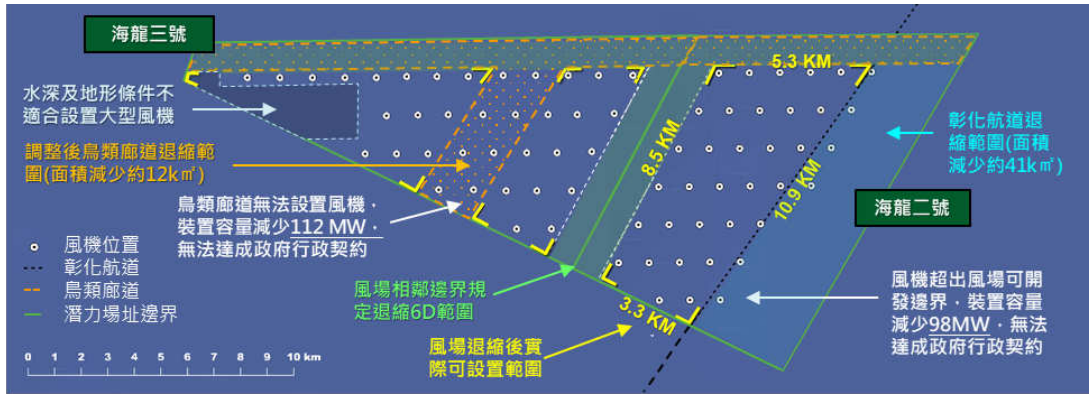 海龍三號
5.3 KM
水深及地形條件不
適合設置大型風機
彰化航道退
縮範圍(面積
減少約41k㎡)
調整後鳥類廊道退縮範
圍(面積減少約12k㎡)
8.5 KM
10.9 KM
海龍二號
鳥類廊道無法設置風機，
裝置容量減少112 MW，
無法達成政府行政契約
風機位置
彰化航道
鳥類廊道
潛力場址邊界
風場相鄰邊界規
定退縮6D範圍
3.3 KM
風機超出風場可開
發邊界，裝置容量
減少98MW，無法
達成政府行政契約
風場退縮後實
際可設置範圍
0 1 2 3 4 5 6 7 8 9 10 km